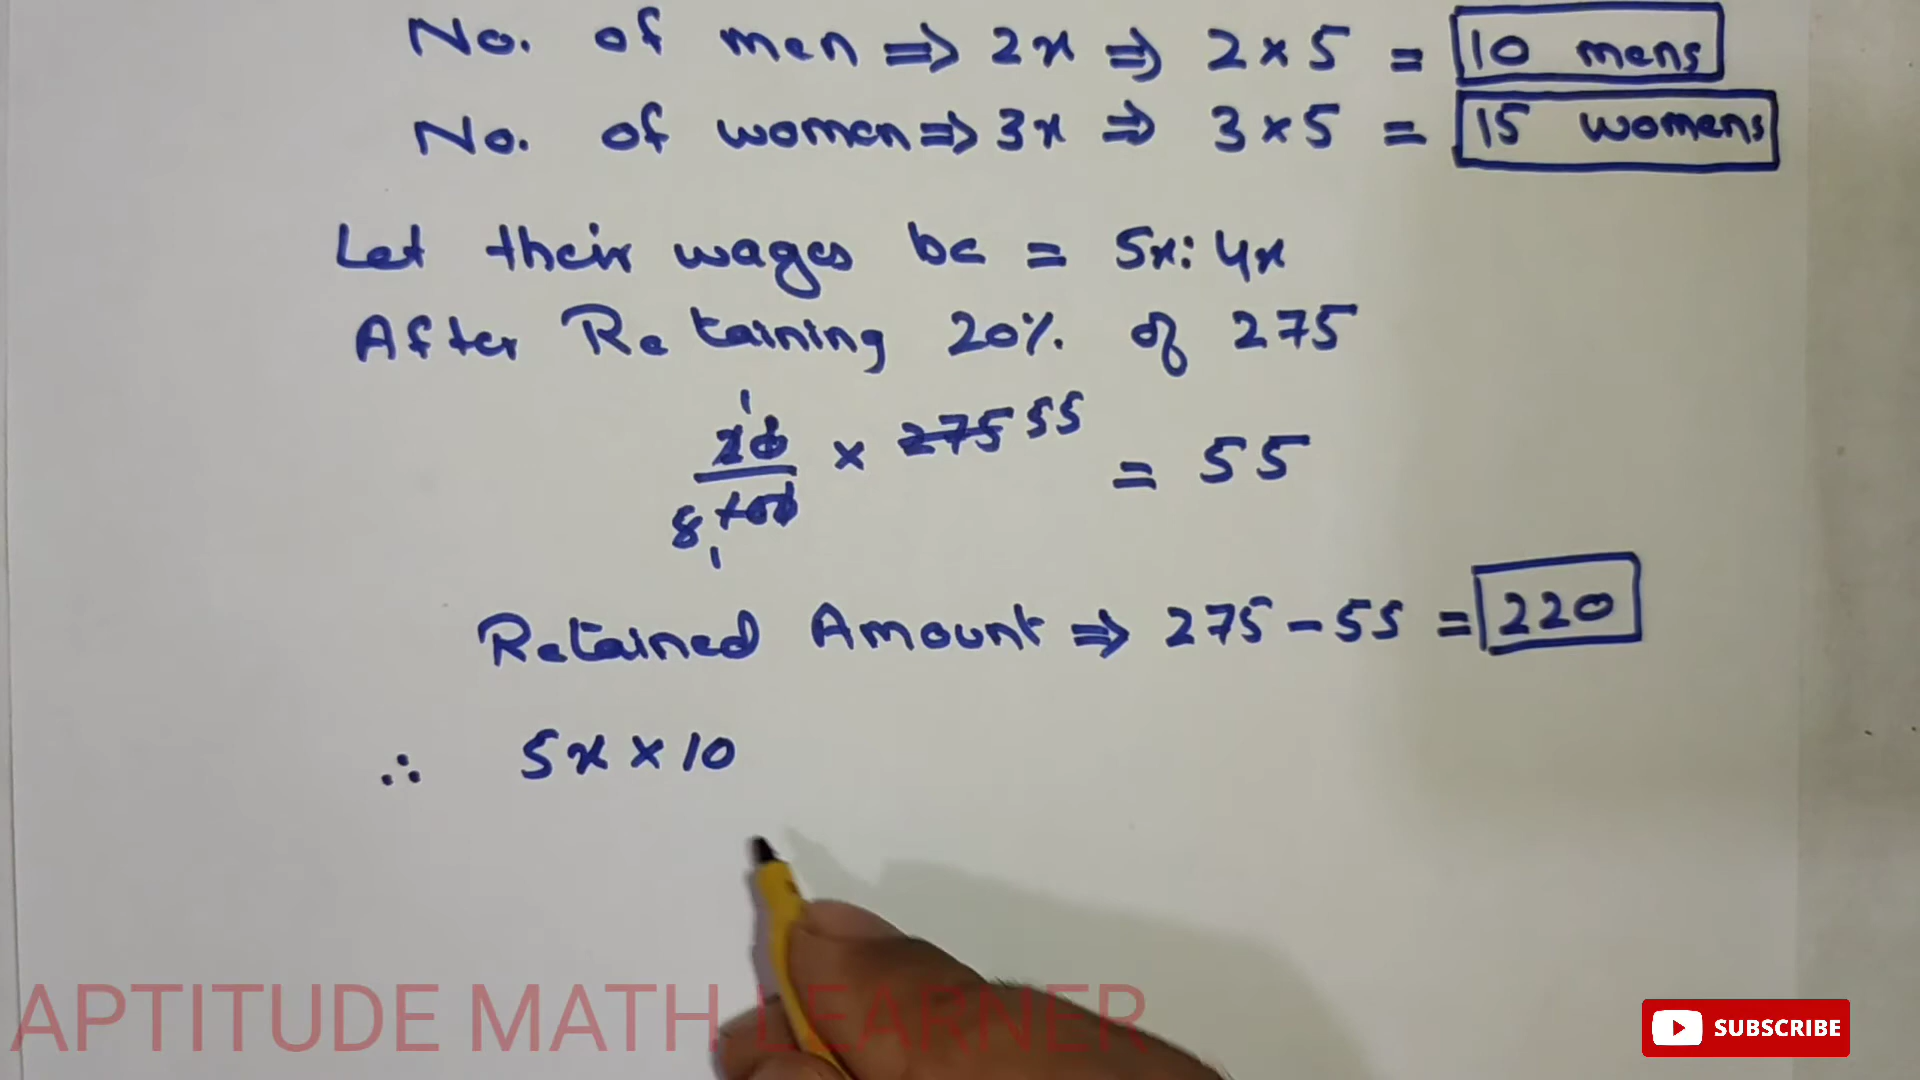 No. of men ⇒ 2x ⇒ 2 × 5 = 10 mens
No. of women ⇒ 3x ⇒ 3 × 5 = 15 womens
Let their wages be = 5x : 4x
After Retaining 20% of 275
20/100 × 275 55 = 55
Retained Amount ⇒ 275 - 55 = 220
∴ 5x × 10
APTITUDE MATH LEARNER
SUBSCRIBE